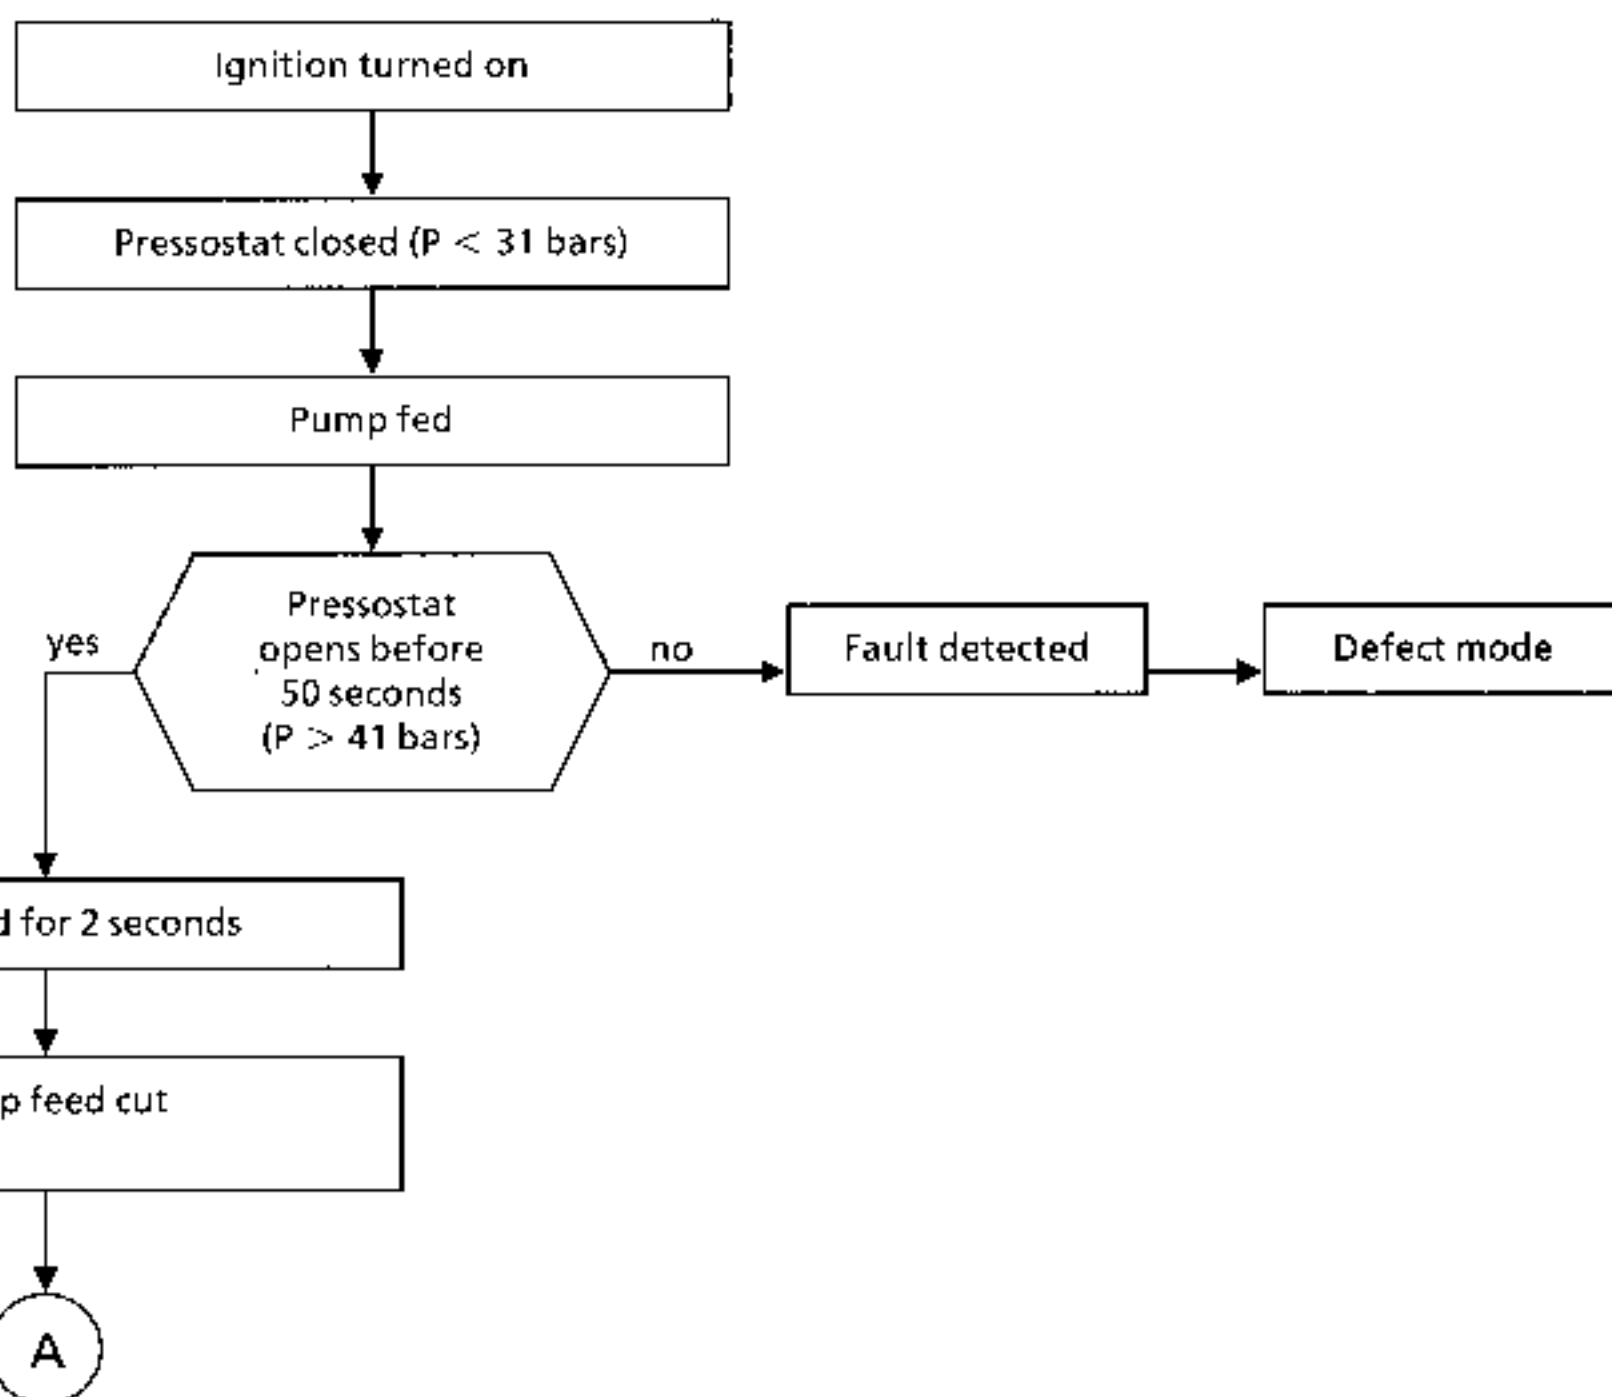 Ignition turned on
Pressostat closed (P < 31 bars)
Pump fed
Pressostat
opens before
50 seconds
(P > 41 bars)
yes
no
Fault detected
Defect mode
for 2 seconds
feed cut
A